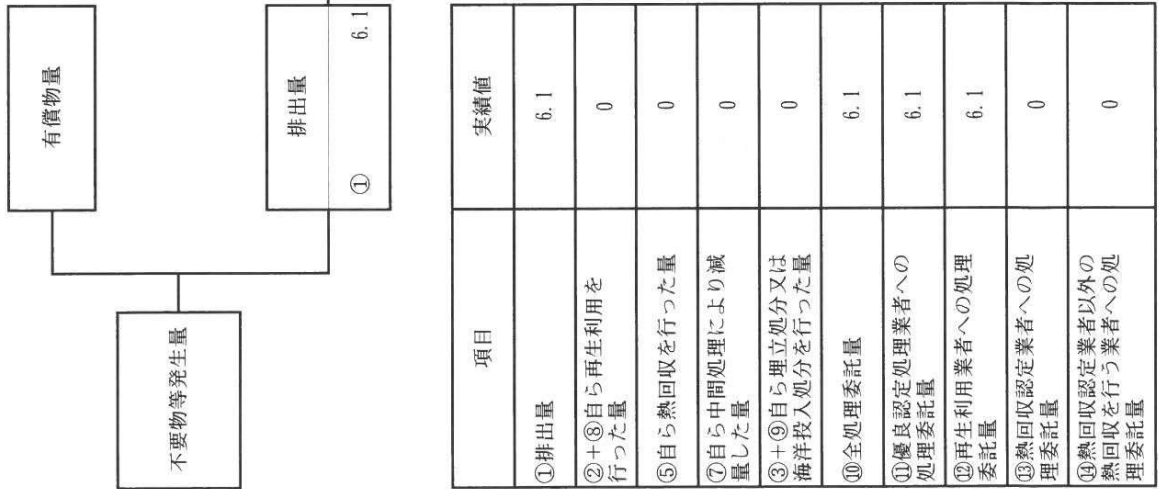 有償物量
不要物等発生量
排出量
① 6.1
項目 実績値
①排出量 6.1
②+⑧自ら再生利用を
行った量 0
⑤自ら熱回収を行った量 0
⑦自ら中間処理により減
量した量 0
③+⑨自ら埋立処分又は
海洋投入処分を行った量 0
⑩全処理委託量 6.1
⑪優良認定処理業者への
処理委託量 6.1
⑫再生利用業者への処理
委託量 6.1
⑬熱回収認定業者への処
理委託量 0
⑭熱回収認定業者以外の
熱回収を行う業者への処
理委託量 0